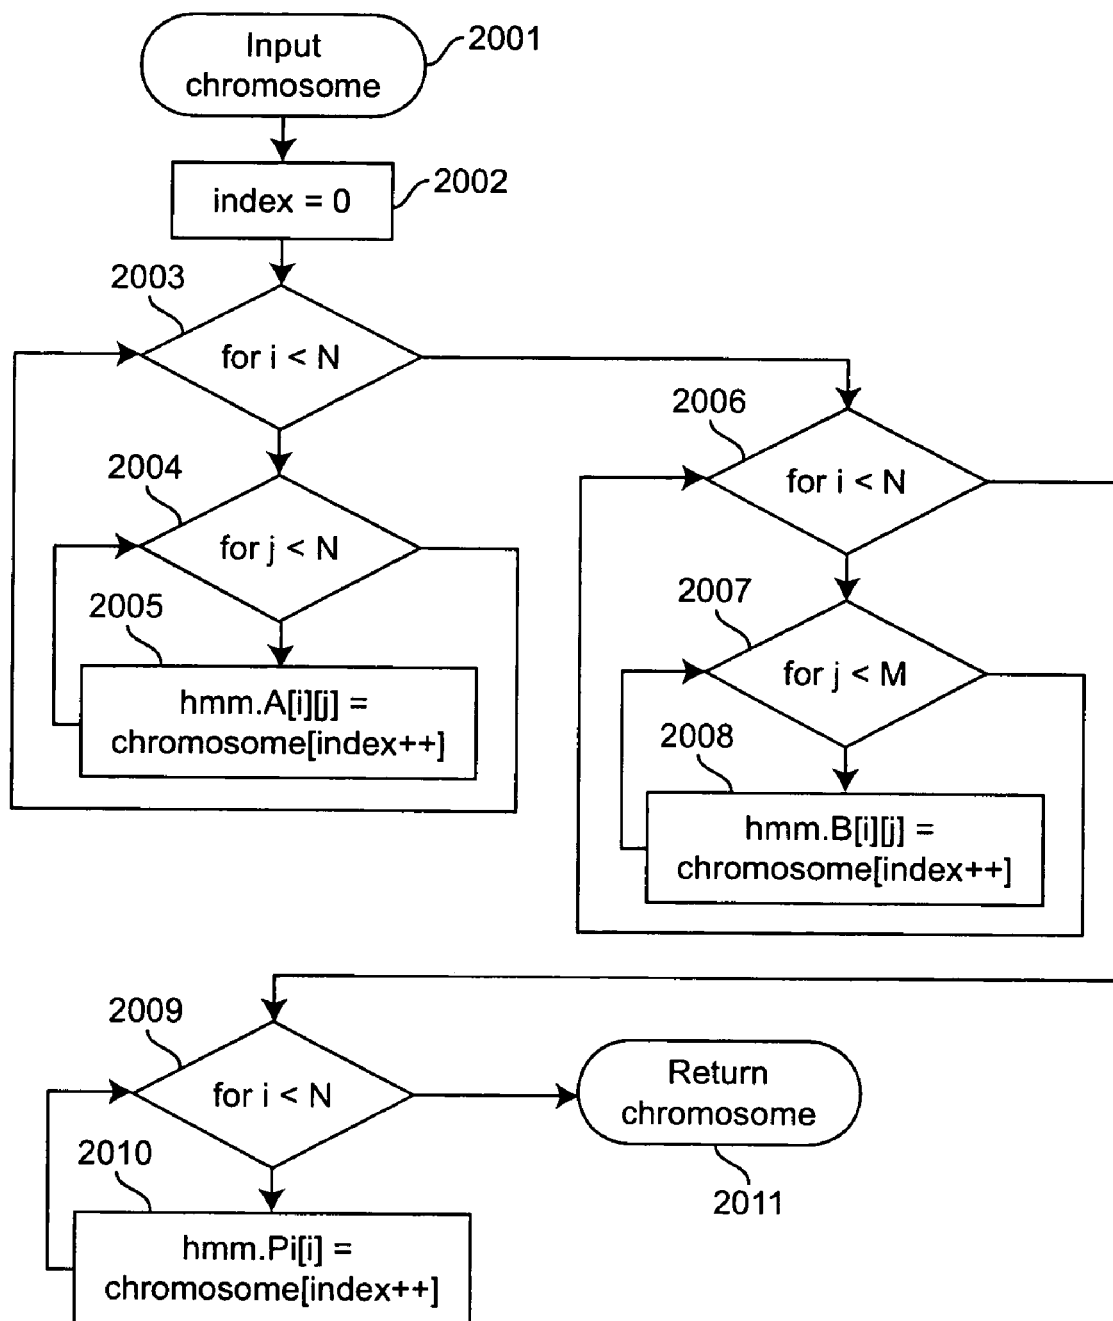 Input
chromosome
2001
index = 0
2002
2003
for i < N
2004
for j < N
2005
hmm.A[i][j] =
chromosome[index++]
2006
for i < N
2007
for j < M
2008
hmm.B[i][j] =
chromosome[index++]
2009
for i < N
2010
hmm.Pi[i] =
chromosome[index++]
Return
chromosome
2011